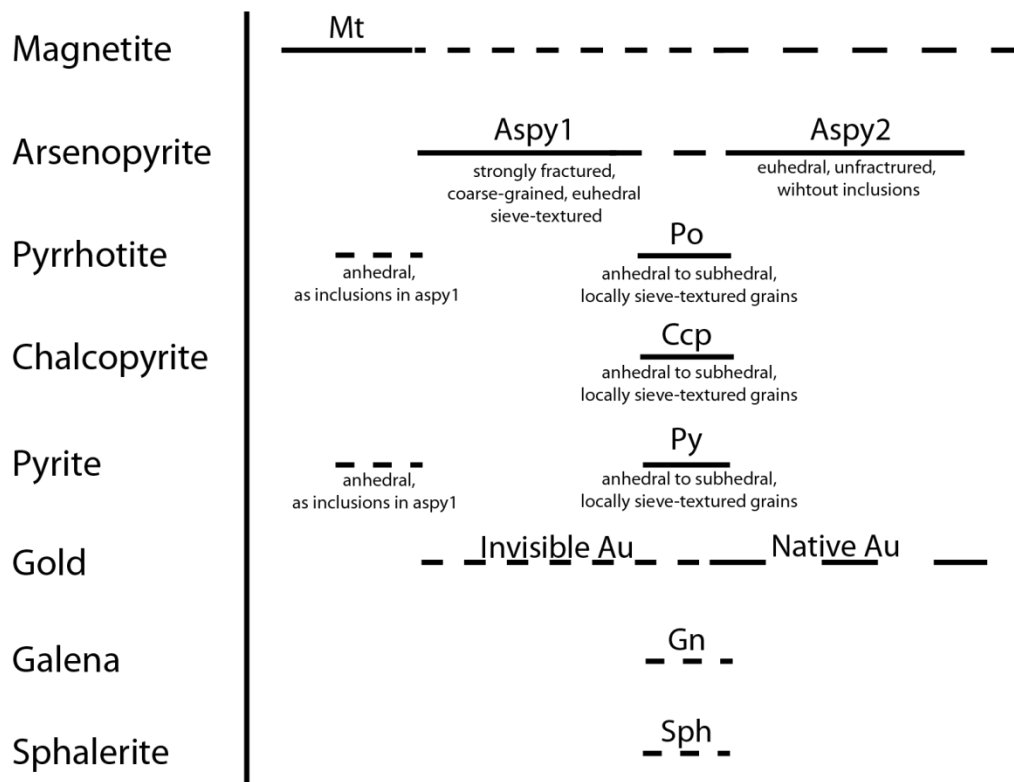 Mt
Magnetite
Aspy1
Aspy2
Arsenopyrite
strongly fractured,
coarse-grained, euhedral
sieve-textured
euhedral, unfractrured,
wihtout inclusions
Pyrrhotite
anhedral,
as inclusions in aspy1
Po
anhedral to subhedral,
locally sieve-textured grains
Chalcopyrite
Ccp
anhedral to subhedral,
locally sieve-textured grains
Pyrite
anhedral,
as inclusions in aspy1
Py
anhedral to subhedral,
locally sieve-textured grains
Gold
Invisible Au
Native Au
Galena
Gn
Sphalerite
Sph